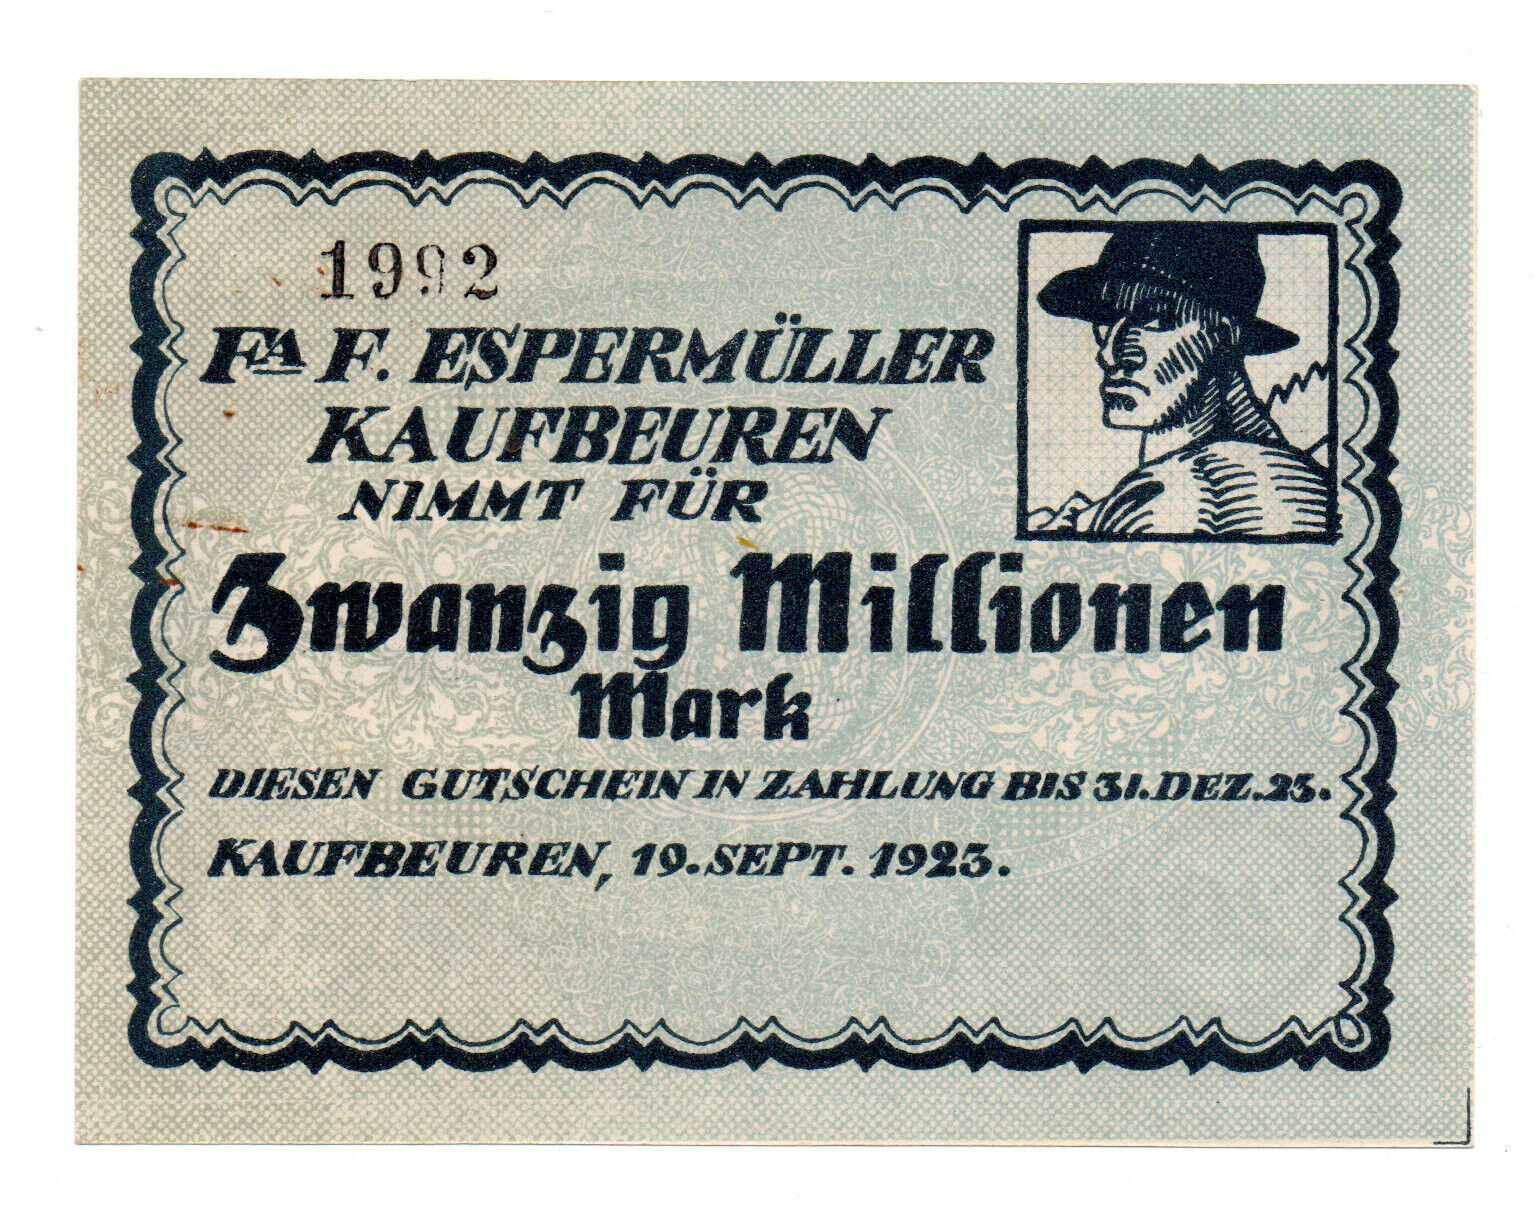 1992
FA F. ESPERMÜLLER
KAUFBEUREN
NIMMT FÜR
Zwanzig Millionen
Mark
DIESEN GUTSCHEIN IN ZAHLUNG BIS 31. DEZ. 23.
KAUFBEUREN, 19. SEPT. 1923.